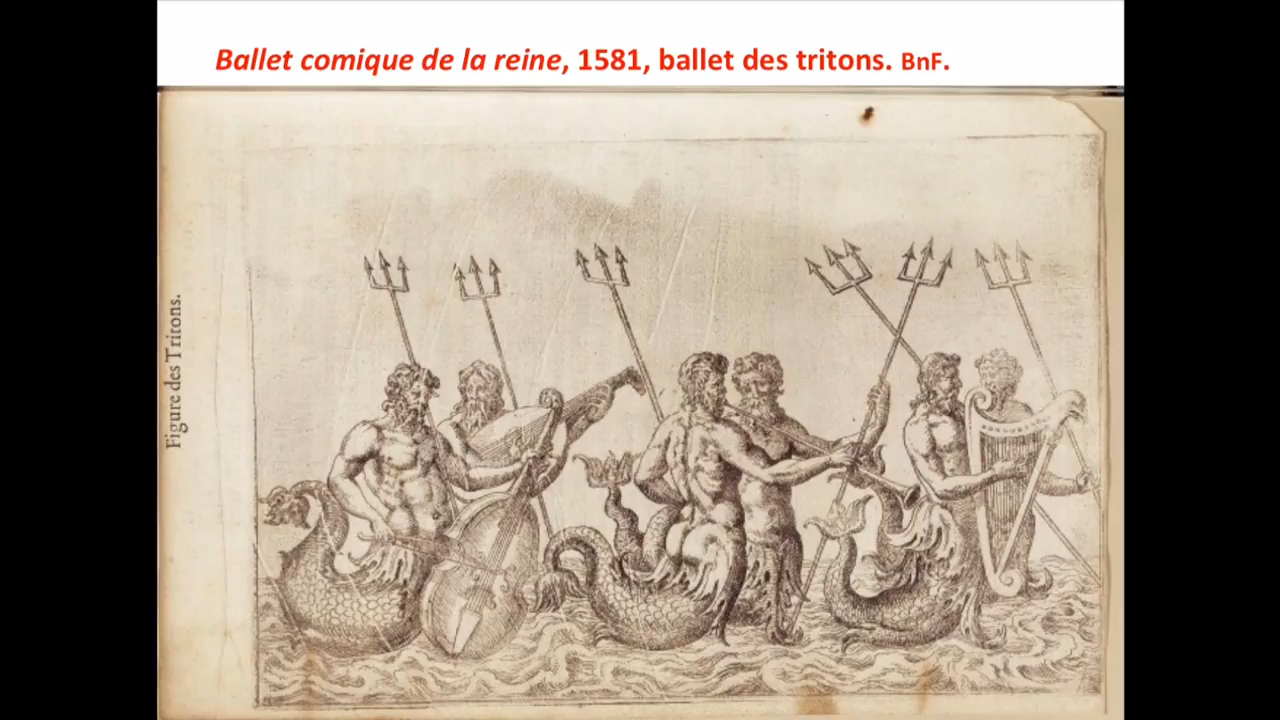 Ballet comique de la reine, 1581, ballet des tritons. BnF.
Figure des Tritons.